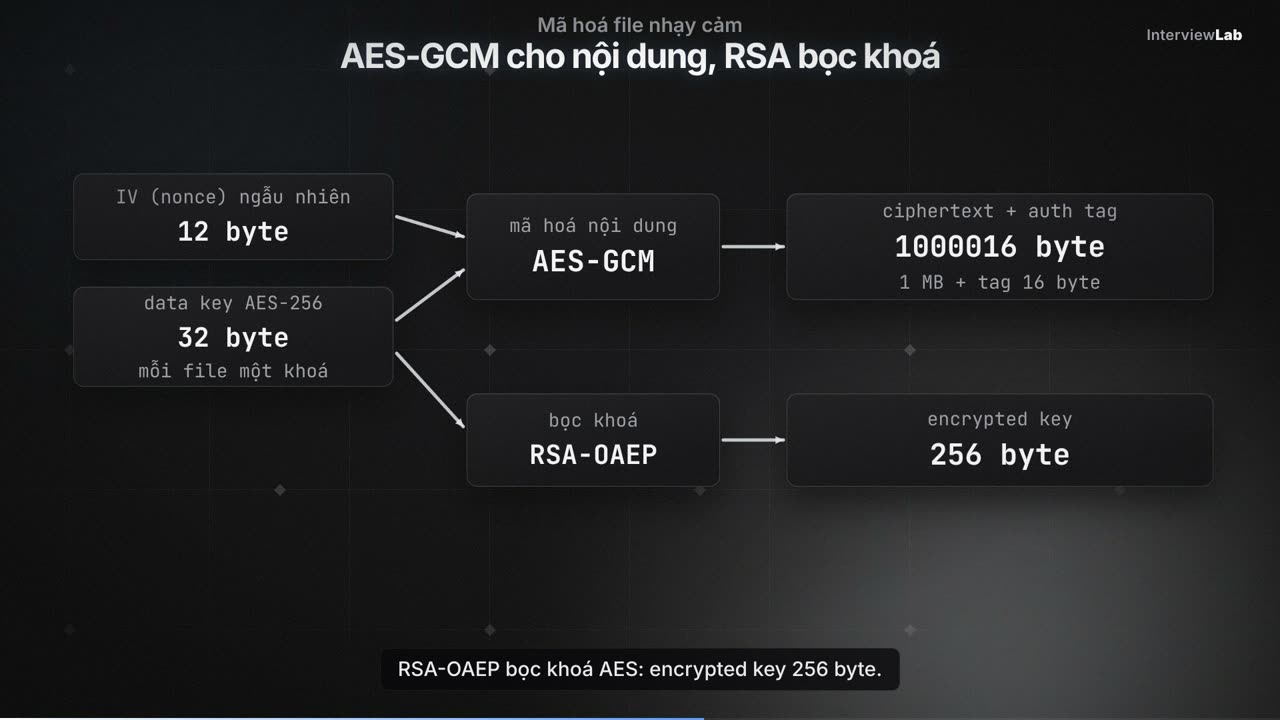 Mã hoá file nhạy cảm
AES-GCM cho nội dung, RSA bọc khoá
InterviewLab
IV (nonce) ngẫu nhiên
12 byte
data key AES-256
32 byte
mỗi file một khoá
mã hoá nội dung
AES-GCM
ciphertext + auth tag
1000016 byte
1 MB + tag 16 byte
bọc khoá
RSA-OAEP
encrypted key
256 byte
RSA-OAEP bọc khoá AES: encrypted key 256 byte.